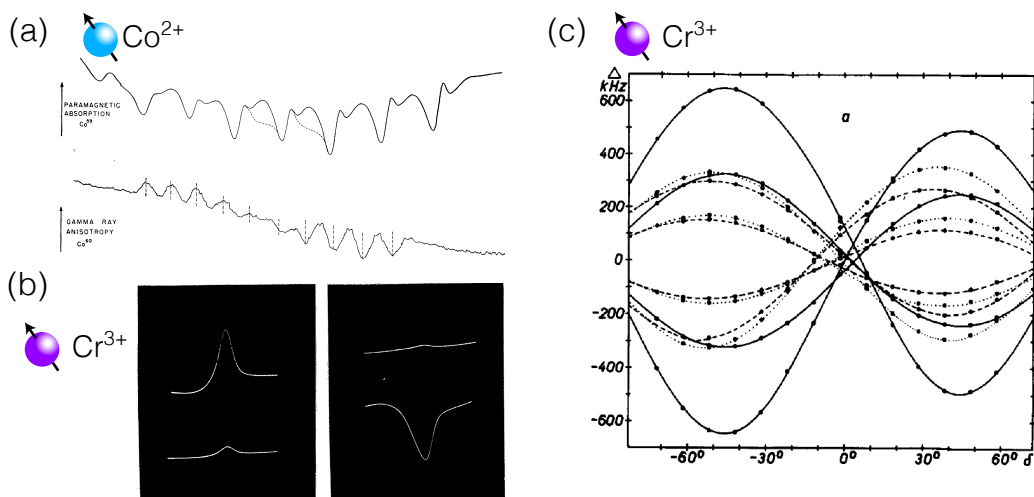 (a)
Co2+
PARAMAGNETIC
ABSORPTION
Co59
GAMMA RAY
ANISOTROPY
Co60
(b)
Cr3+
(c)
Cr3+
Δ
kHz
600
400
200
0
-200
-400
-600
a
-60° -30° 0° 30° 60° δ